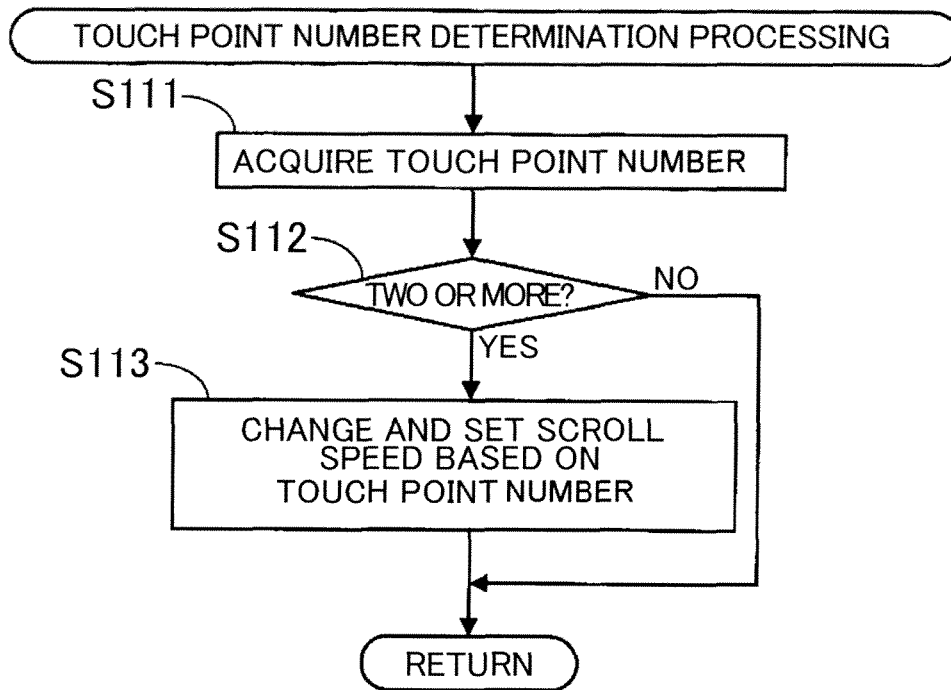 TOUCH POINT NUMBER DETERMINATION PROCESSING
S111
ACQUIRE TOUCH POINT NUMBER
S112
TWO OR MORE?
NO
YES
S113
CHANGE AND SET SCROLL
SPEED BASED ON
TOUCH POINT NUMBER
RETURN